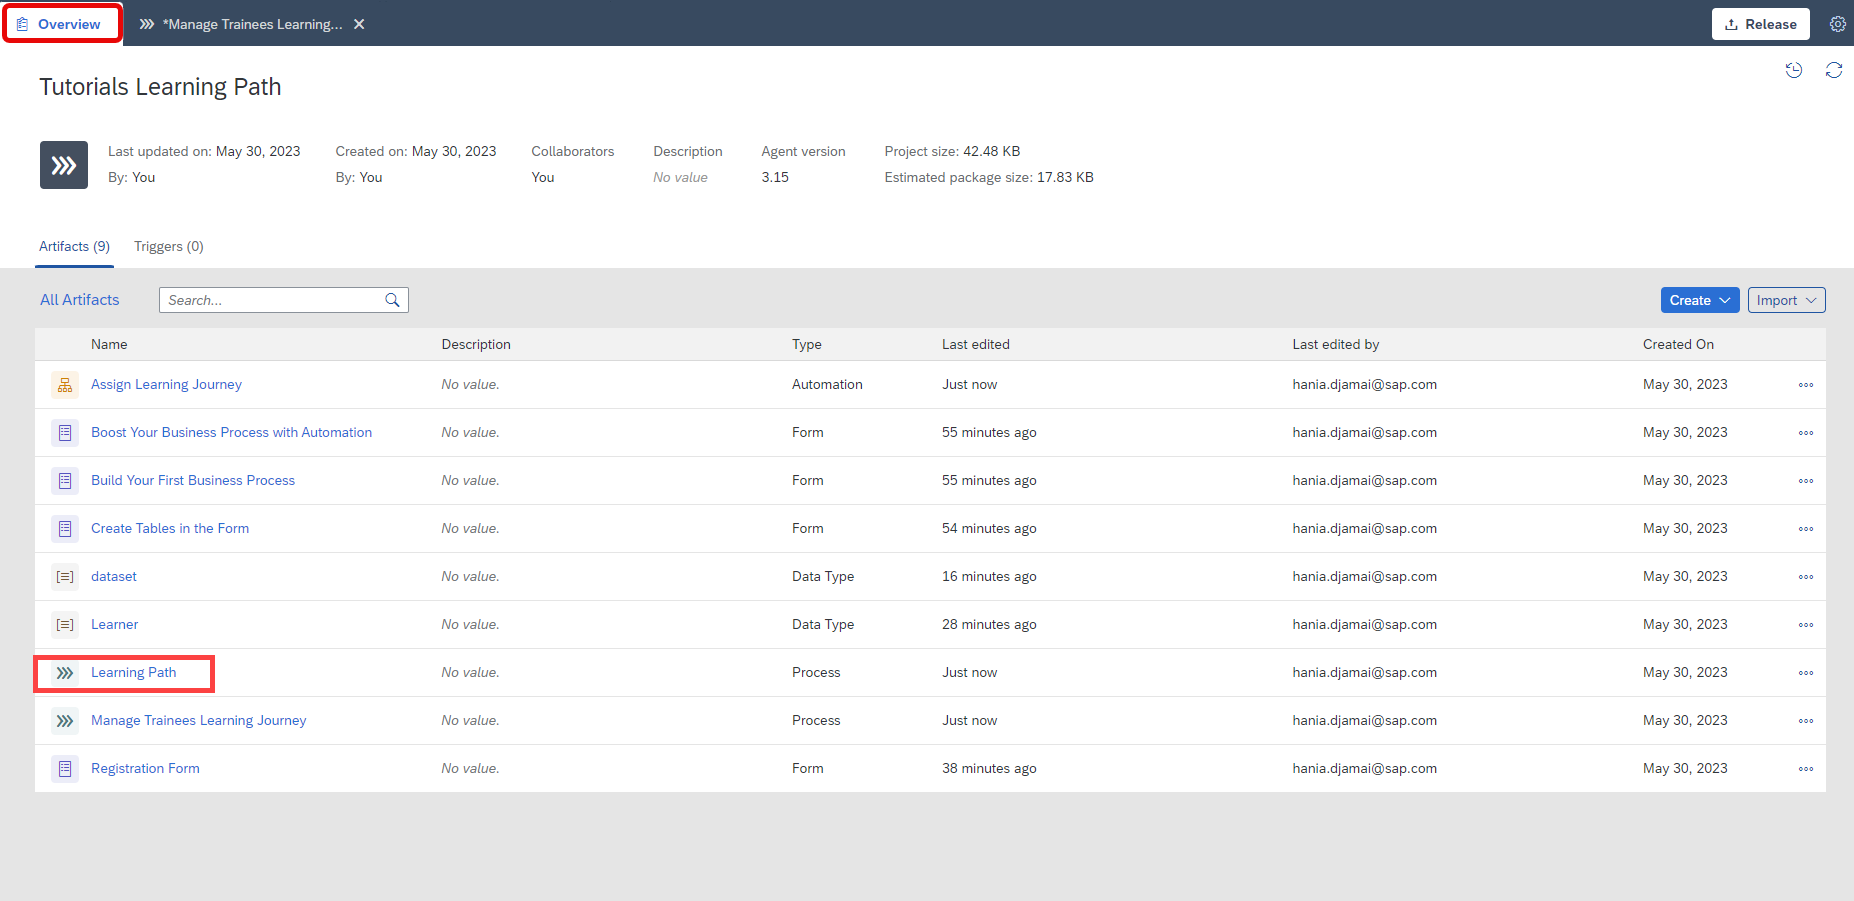 Overview
*Manage Trainees Learning...
Release
Tutorials Learning Path
Last updated on: May 30, 2023 Created on: May 30, 2023 Collaborators Description Agent version Project size: 42.48 KB
By: You By: You You No value 3.15 Estimated package size: 17.83 KB
Artifacts (9) Triggers (0)
All Artifacts Search... Create Import
Name Description Type Last edited Last edited by Created On
Assign Learning Journey No value. Automation Just now hania.djamai@sap.com May 30, 2023
Boost Your Business Process with Automation No value. Form 55 minutes ago hania.djamai@sap.com May 30, 2023
Build Your First Business Process No value. Form 55 minutes ago hania.djamai@sap.com May 30, 2023
Create Tables in the Form No value. Form 54 minutes ago hania.djamai@sap.com May 30, 2023
dataset No value. Data Type 16 minutes ago hania.djamai@sap.com May 30, 2023
Learner No value. Data Type 28 minutes ago hania.djamai@sap.com May 30, 2023
Learning Path No value. Process Just now hania.djamai@sap.com May 30, 2023
Manage Trainees Learning Journey No value. Process Just now hania.djamai@sap.com May 30, 2023
Registration Form No value. Form 38 minutes ago hania.djamai@sap.com May 30, 2023